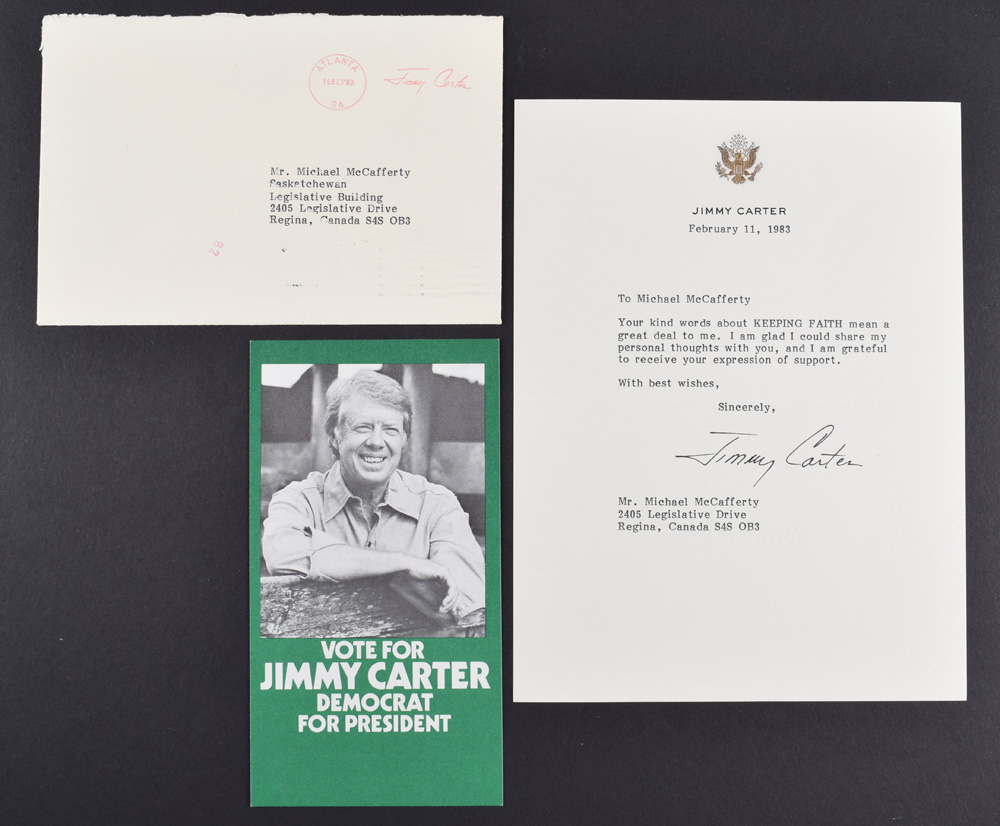 ATLANTA
GA.
Jimmy Carter
Mr. Michael McCafferty
Saskatchewan
Legislative Building
2405 Legislative Drive
Regina, Canada S4S OB3
JIMMY CARTER
February 11, 1983
To Michael McCafferty
Your kind words about KEEPING FAITH mean a
great deal to me. I am glad I could share my
personal thoughts with you, and I am grateful
to receive your expression of support.
With best wishes,
Sincerely,
Jimmy Carter
Mr. Michael McCafferty
2405 Legislative Drive
Regina, Canada S4S OB3
VOTE FOR
JIMMY CARTER
DEMOCRAT
FOR PRESIDENT